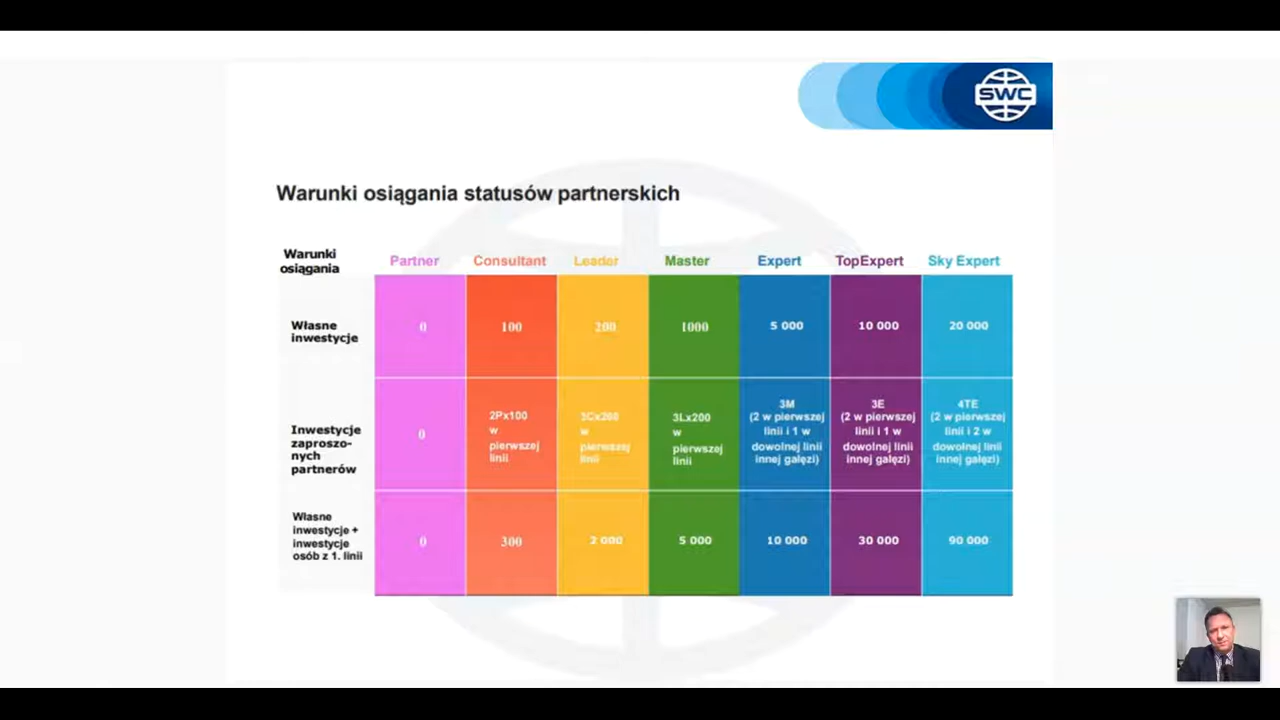 SWC
Warunki osiągania statusów partnerskich
Warunki
osiągania
Partner
Consultant
Leader
Master
Expert
TopExpert
Sky Expert
Własne
inwestycje
0
100
200
1000
5 000
10 000
20 000
Inwestycje
zaproszo-
nych
partnerów
0
2Px100
w
pierwszej
linii
3Cx200
w
pierwszej
linii
3Lx200
w
pierwszej
linii
3M
(2 w pierwszej
linii i 1 w
dowolnej linii
innej gałęzi)
3E
(2 w pierwszej
linii i 1 w
dowolnej linii
innej gałęzi)
4TE
(2 w pierwszej
linii i 2 w
dowolnej linii
innej gałęzi)
Własne
inwestycje +
inwestycje
osób z 1. linii
0
300
2 000
5 000
10 000
30 000
90 000